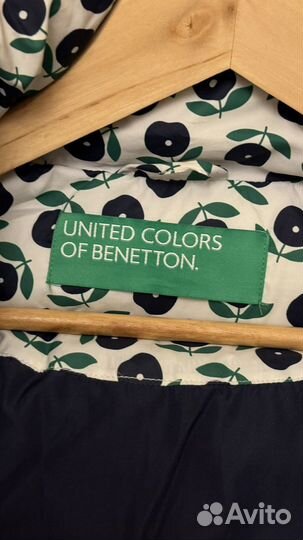 UNITED COLORS
OF BENETTON.
Avito